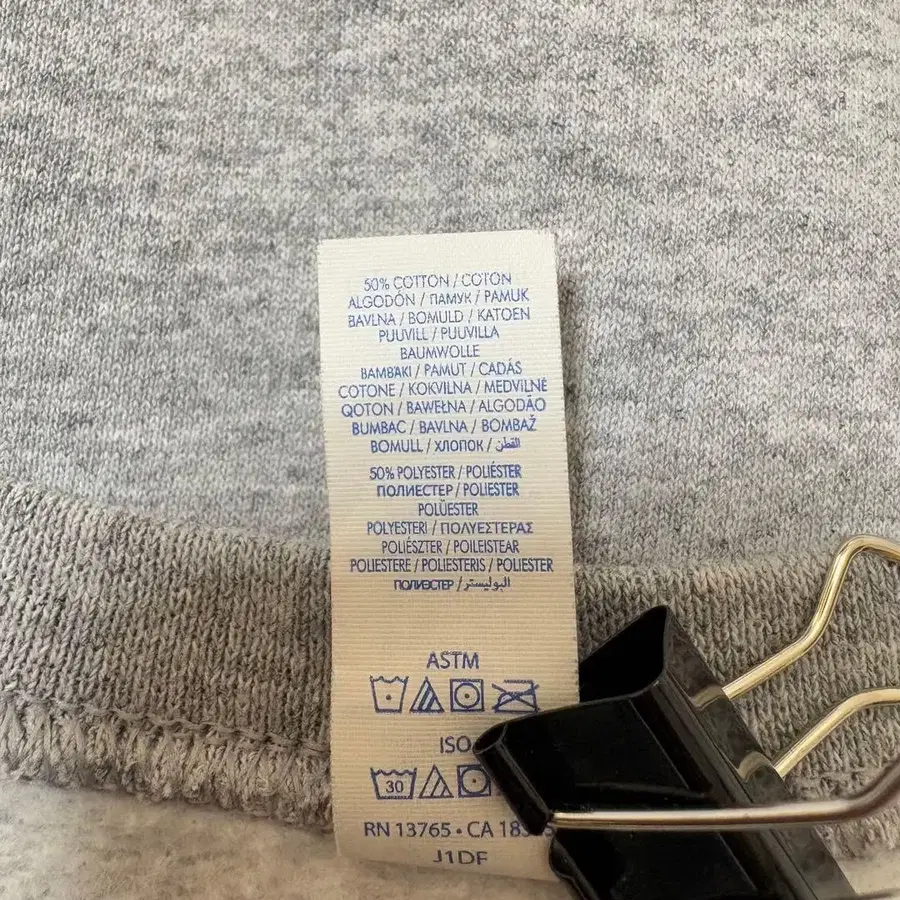 50% COTTON / COTON
ALGODÓN / ПАМУК / PAMUK
BAVLNA / BOMULD / KATOEN
PUUVILL / PUUVILLA
BAUMWOLLE
BAMBAKI / PAMUT / CADÁS
COTONE / KOKVILNA / MEDVILNĖ
QOTON / BAWEŁNA / ALGODÃO
BUMBAC / BAVLNA / BOMBAŽ
BOMULL / ХЛОПОК / القطن
50% POLYESTER / POLIÉSTER
ПОЛИЕСТЕР / POLIESTER
POLÜESTER
POLYESTERI / ΠΟΛΥΕΣΤΕΡΑΣ
POLIÉSZTER / POILEISTEAR
POLIESTERE / POLIESTERIS / POLIESTER
ПОЛИЭСТЕР / البوليستر
ASTM
ISO
30
RN 13765 • CA
J1DF